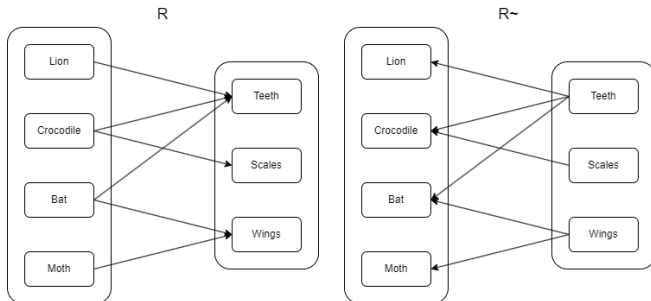 R
Lion
Crocodile
Bat
Moth
Teeth
Scales
Wings
R~
Lion
Crocodile
Bat
Moth
Teeth
Scales
Wings